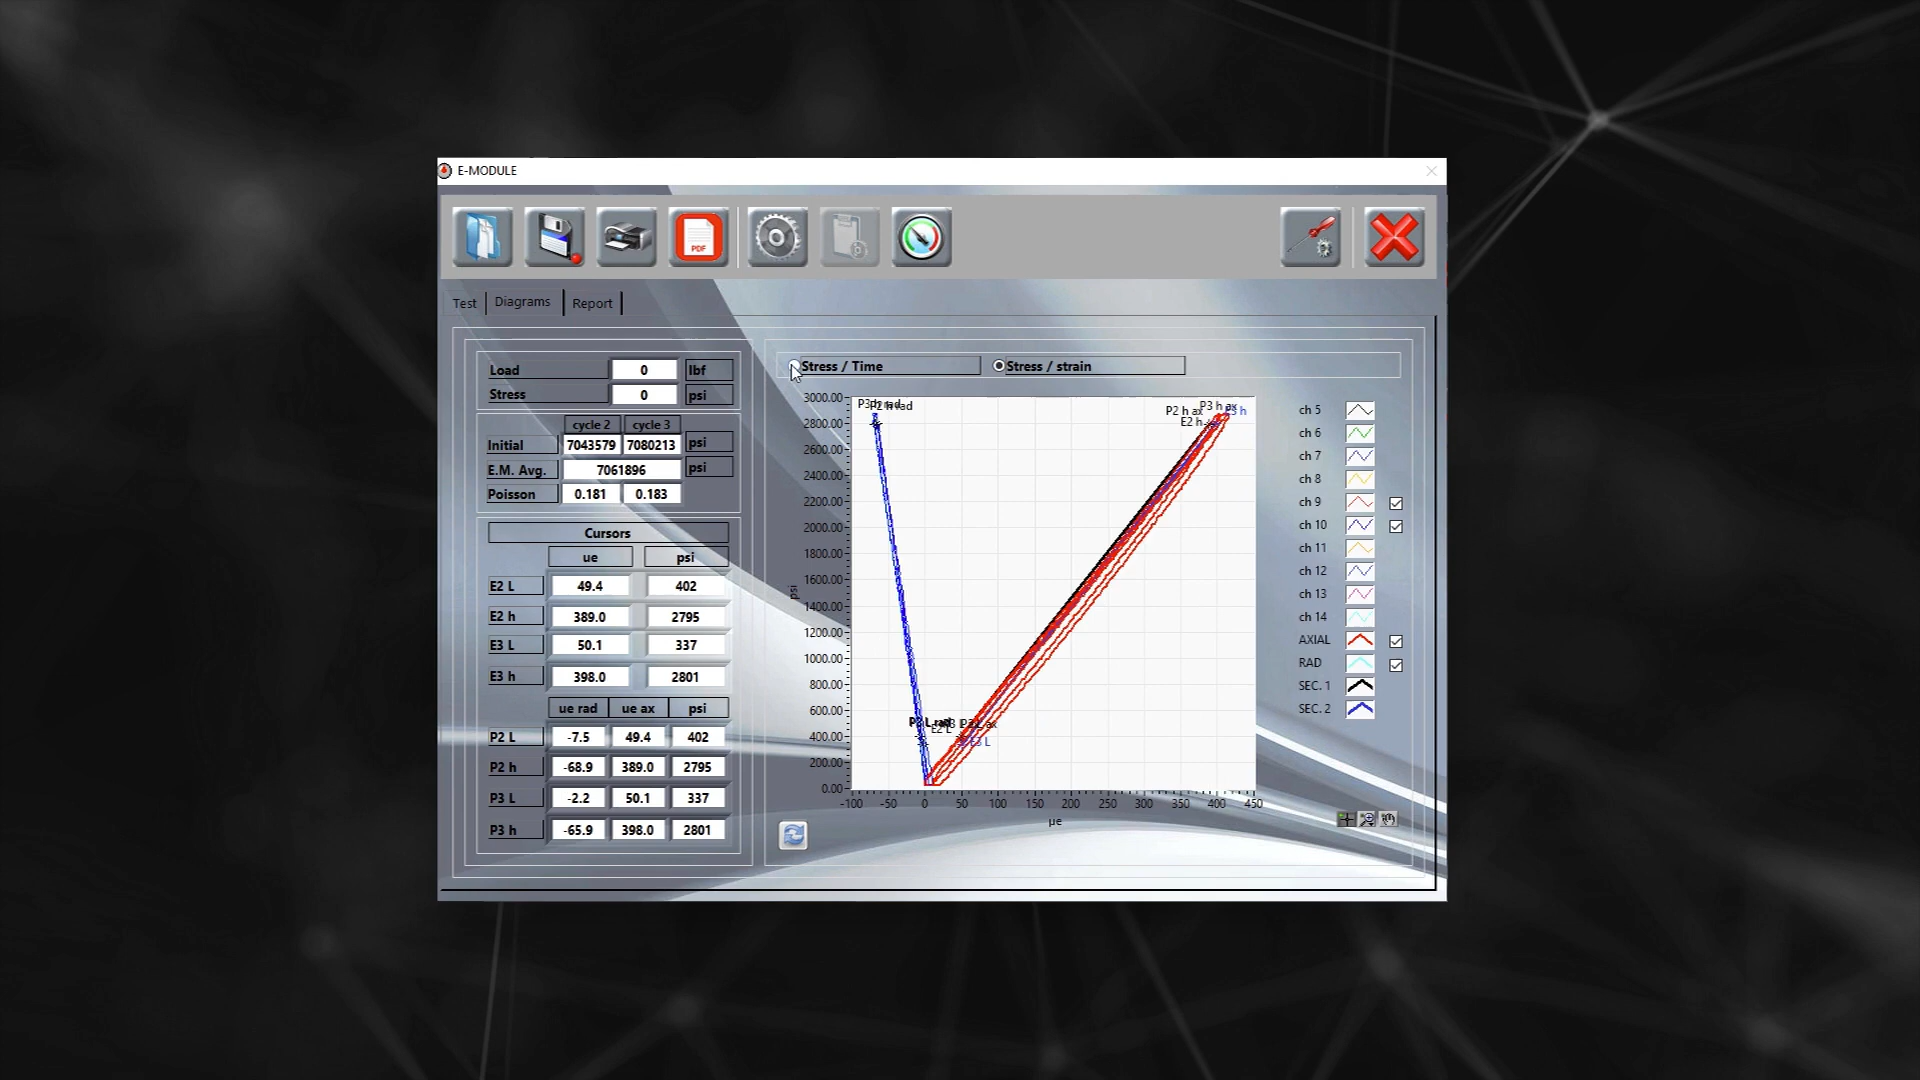 E-MODULE
PDF
Test
Diagrams
Report
Load 0 lbf
Stress 0 psi
cycle 2 cycle 3
Initial 7043579 7080213 psi
E.M. Avg. 7061896 psi
Poisson 0.181 0.183
Cursors
ue psi
E2 L 49.4 402
E2 h 389.0 2795
E3 L 50.1 337
E3 h 398.0 2801
ue rad ue ax psi
P2 L -7.5 49.4 402
P2 h -68.9 389.0 2795
P3 L -2.2 50.1 337
P3 h -65.9 398.0 2801
Stress / Time
Stress / strain
3000.00
2800.00
2600.00
2400.00
2200.00
2000.00
1800.00
1600.00
1400.00
1200.00
1000.00
800.00
600.00
400.00
200.00
0.00
psi
P2 h rad
P3 h ax
P2 h ax
E2 h
E2 L
E3 L
-100 -50 0 50 100 150 200 250 300 350 400 450
µe
ch 5
ch 6
ch 7
ch 8
ch 9
ch 10
ch 11
ch 12
ch 13
ch 14
AXIAL
RAD
SEC. 1
SEC. 2